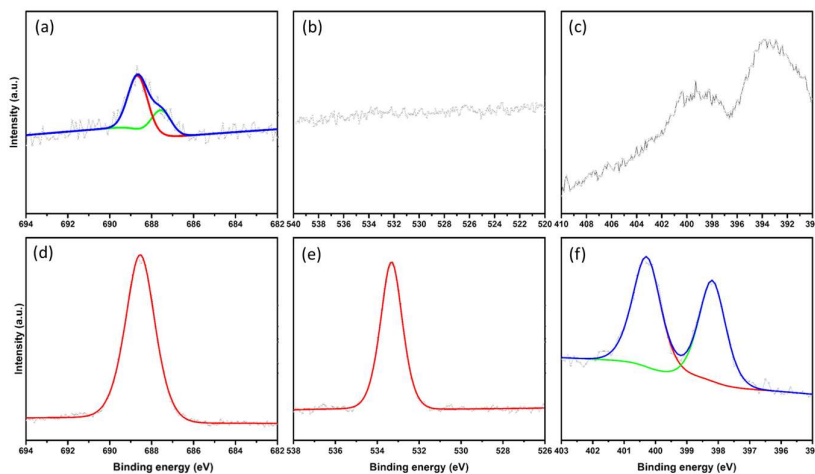 (a) (b) (c)
Intensity (a.u.)
694 692 690 688 686 684 682
540 538 536 534 532 530 528 526 524 522 520
410 408 406 404 402 400 398 396 394 392 39
(d) (e) (f)
Intensity (a.u.)
694 692 690 688 686 684 682
538 536 534 532 530 528 526
403 402 401 400 399 398 397 396 395
Binding energy (eV) Binding energy (eV) Binding energy (eV)